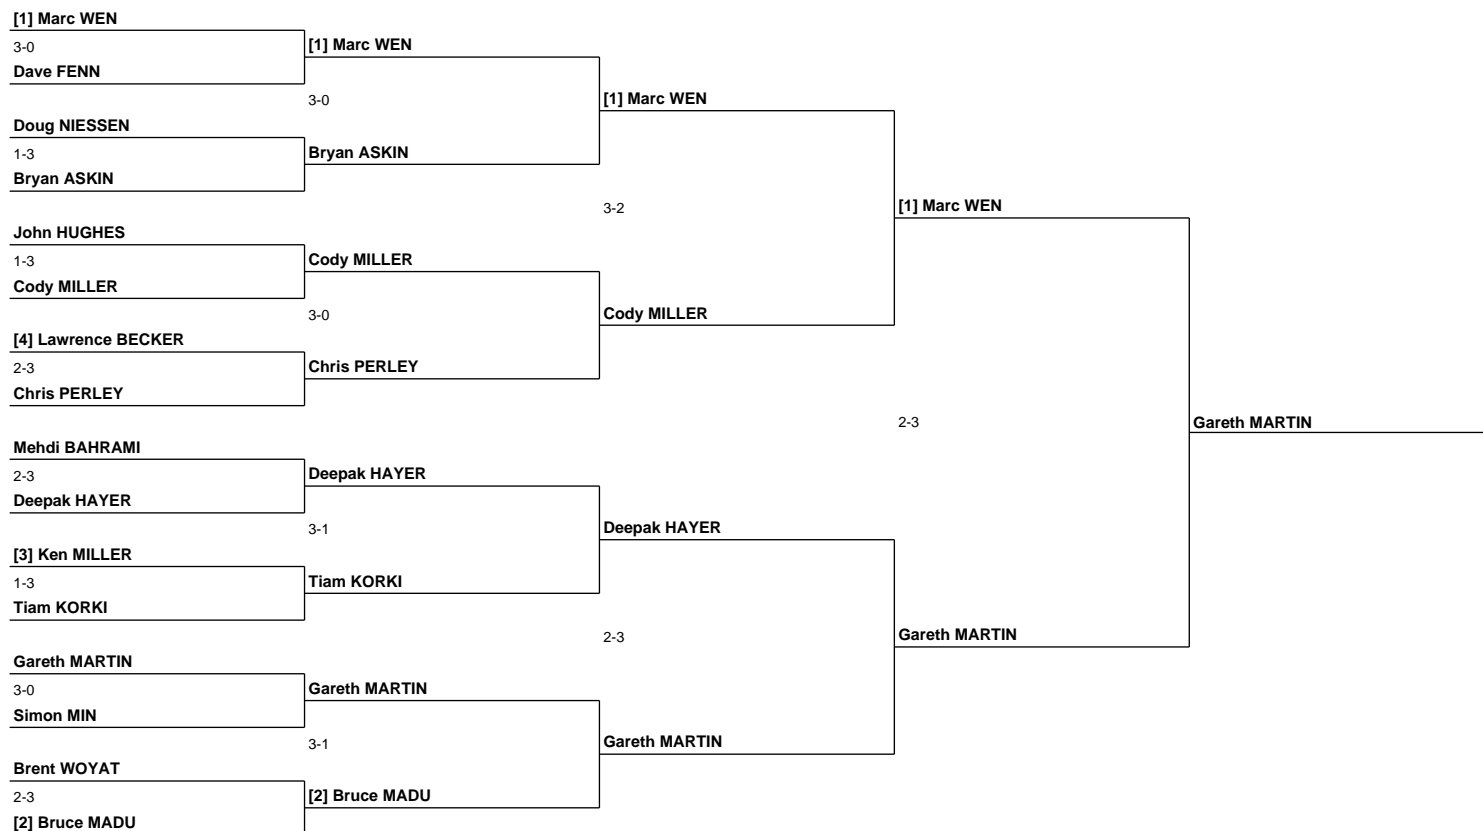 [1] Marc WEN
3-0
Dave FENN
Doug NIESSEN
1-3
Bryan ASKIN
John HUGHES
1-3
Cody MILLER
[4] Lawrence BECKER
2-3
Chris PERLEY
Mehdi BAHRAMI
2-3
Deepak HAYER
[3] Ken MILLER
1-3
Tiam KORKI
Gareth MARTIN
3-0
Simon MIN
Brent WOYAT
2-3
[2] Bruce MADU
[1] Marc WEN
3-0
Bryan ASKIN
Cody MILLER
3-0
Chris PERLEY
Deepak HAYER
3-1
Tiam KORKI
Gareth MARTIN
3-1
[2] Bruce MADU
[1] Marc WEN
3-2
Cody MILLER
Deepak HAYER
2-3
Gareth MARTIN
[1] Marc WEN
2-3
Gareth MARTIN
Gareth MARTIN